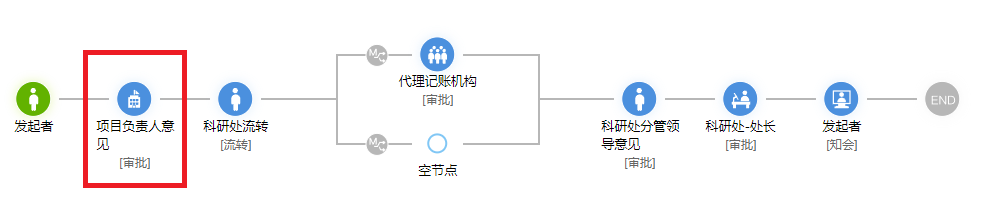 发起者
项目负责人意
见
[审批]
科研处流转
[流转]
代理记账机构
[审批]
空节点
科研处分管领
导意见
[审批]
科研处-处长
[审批]
发起者
[知会]
END